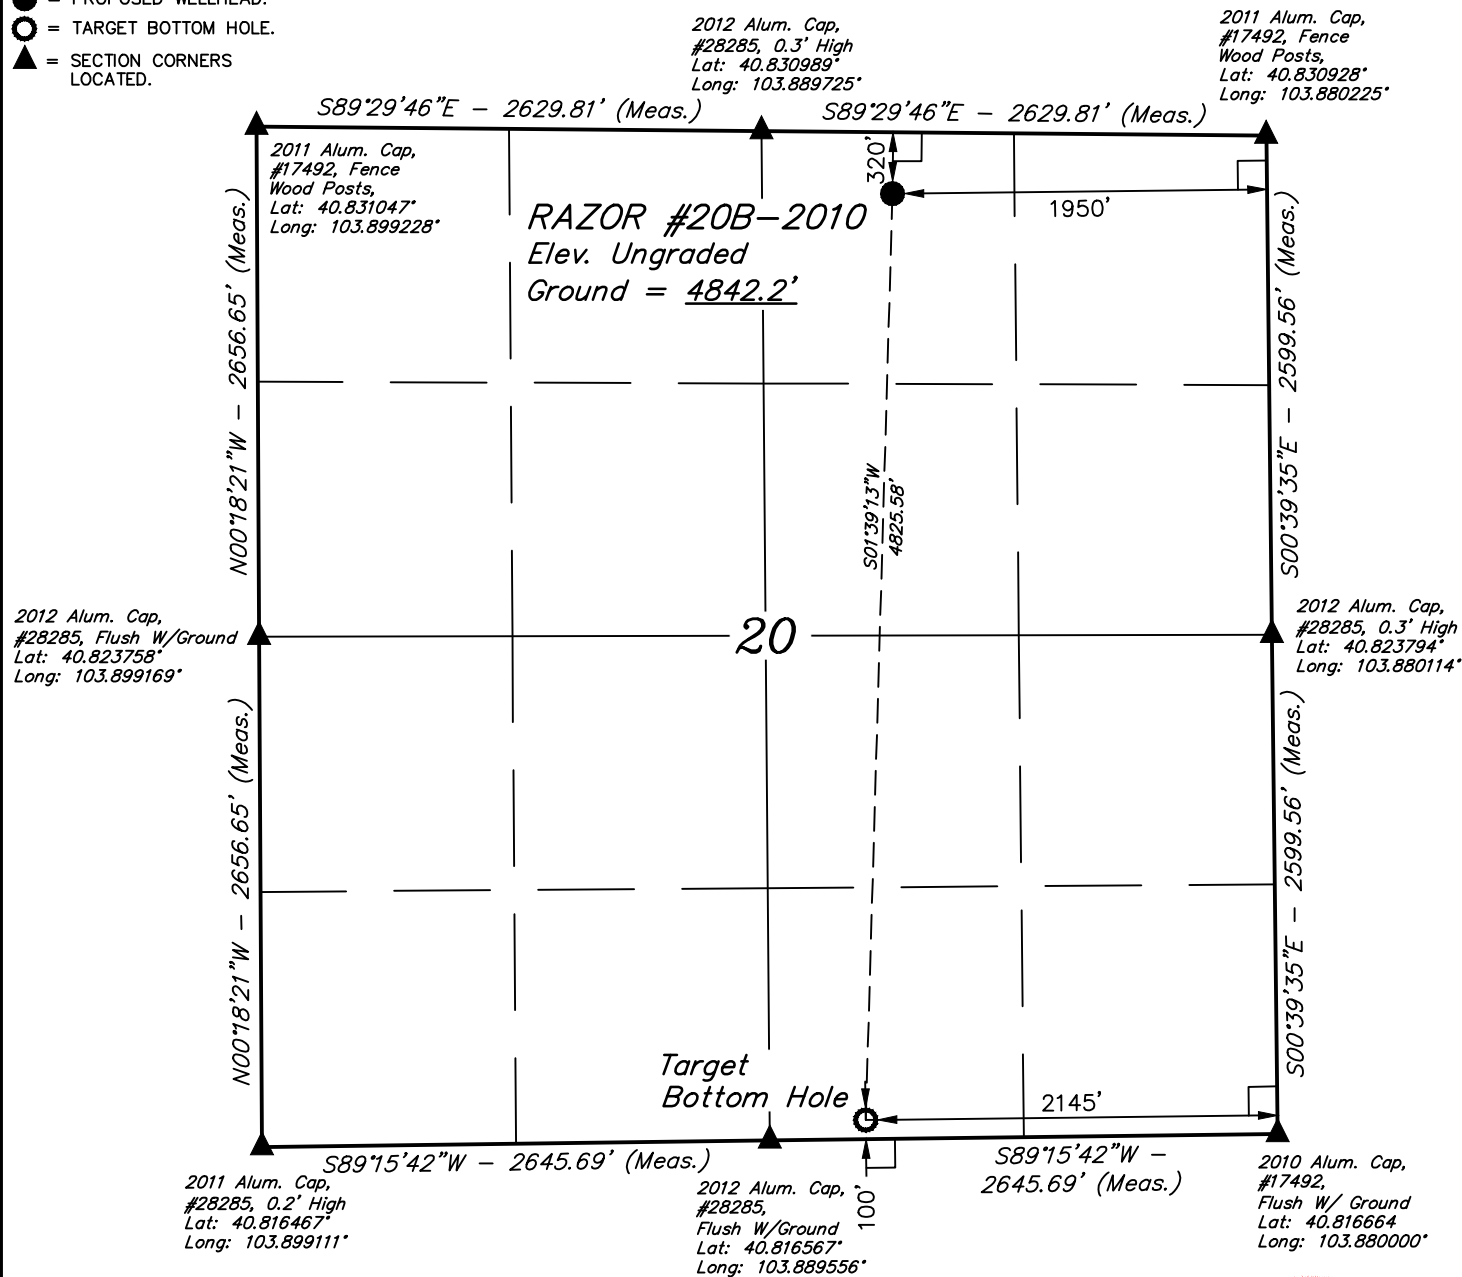 = PROPOSED WELLHEAD.
= TARGET BOTTOM HOLE.
= SECTION CORNERS
LOCATED.
2012 Alum. Cap,
#28285, 0.3' High
Lat: 40.830989°
Long: 103.889725°
2011 Alum. Cap,
#17492, Fence
Wood Posts,
Lat: 40.830928°
Long: 103.880225°
S89°29'46"E - 2629.81' (Meas.)
S89°29'46"E - 2629.81' (Meas.)
2011 Alum. Cap,
#17492, Fence
Wood Posts,
Lat: 40.831047°
Long: 103.899228°
320'
1950'
RAZOR #20B-2010
Elev. Ungraded
Ground = 4842.2'
N00°18'21"W - 2656.65' (Meas.)
S00°39'35"E - 2599.56' (Meas.)
S01°39'13"W
4825.58'
2012 Alum. Cap,
#28285, Flush W/Ground
Lat: 40.823758°
Long: 103.899169°
20
2012 Alum. Cap,
#28285, 0.3' High
Lat: 40.823794°
Long: 103.880114°
N00°18'21"W - 2656.65' (Meas.)
S00°39'35"E - 2599.56' (Meas.)
Target
Bottom Hole
2145'
S89°15'42"W - 2645.69' (Meas.)
S89°15'42"W -
2645.69' (Meas.)
100'
2011 Alum. Cap,
#28285, 0.2' High
Lat: 40.816467°
Long: 103.899111°
2012 Alum. Cap,
#28285,
Flush W/Ground
Lat: 40.816567°
Long: 103.889556°
2010 Alum. Cap,
#17492,
Flush W/ Ground
Lat: 40.816664
Long: 103.880000°